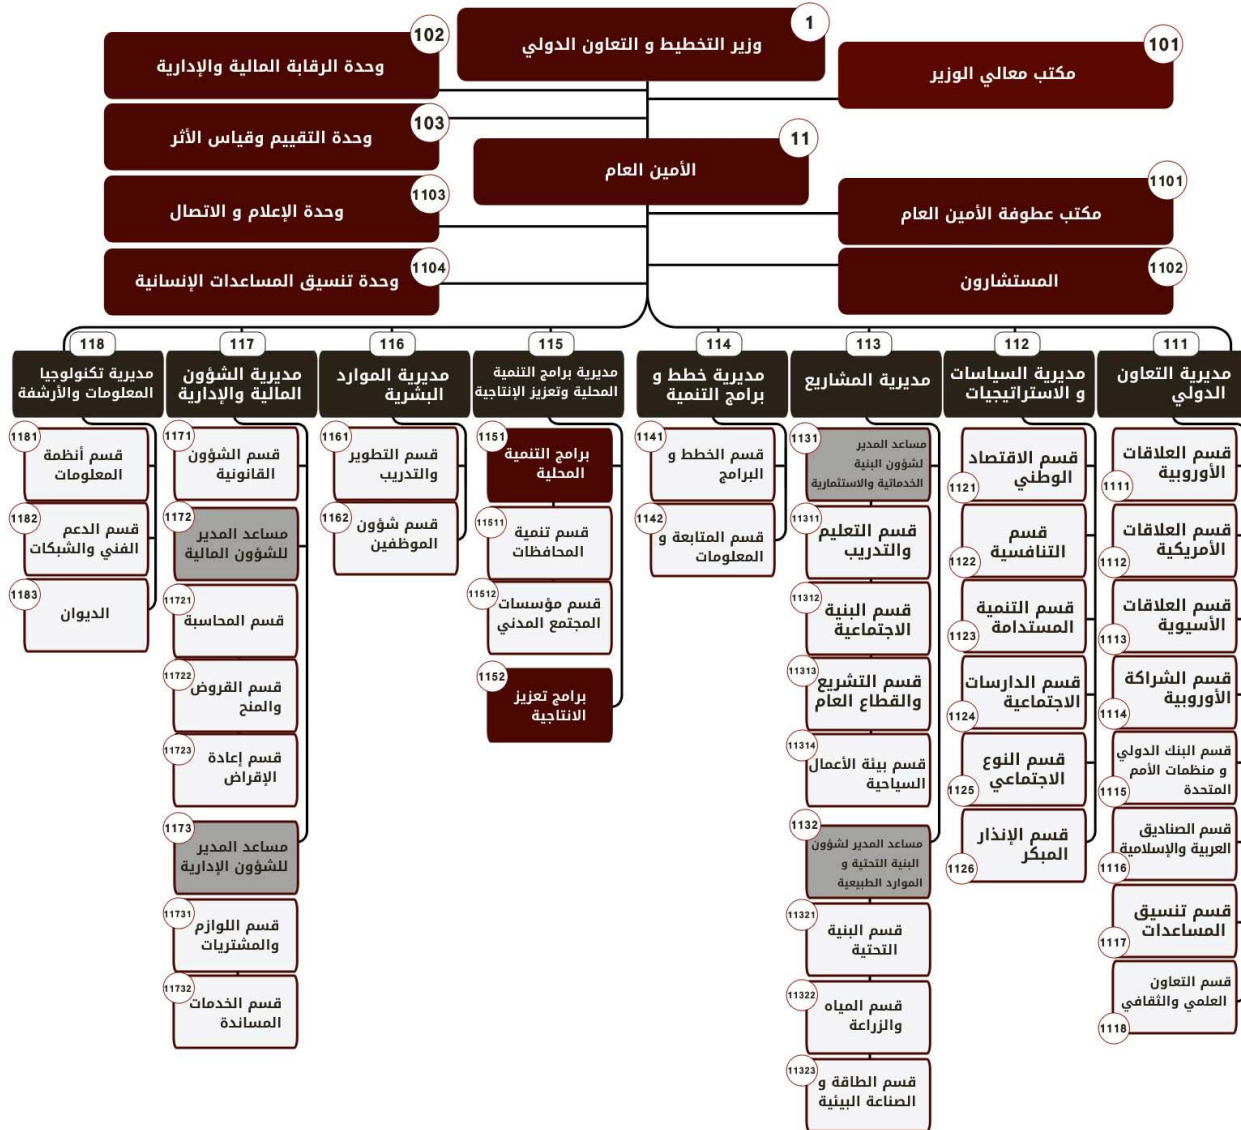 1
وزير التخطيط و التعاون الدولي
101
مكتب معالي الوزير
102
وحدة الرقابة المالية والإدارية
103
وحدة التقييم وقياس الأثر
11
الأمين العام
1101
مكتب عطوفة الأمين العام
1102
المستشارون
1103
وحدة الإعلام و الاتصال
1104
وحدة تنسيق المساعدات الإنسانية
111
مديرية التعاون
الدولي
قسم العلاقات
الأوروبية
1111
قسم العلاقات
الأمريكية
1112
قسم العلاقات
الأسيوية
1113
قسم الشراكة
الأوروبية
1114
قسم البنك الدولي
و منظمات الأمم
المتحدة
1115
قسم الصناديق
العربية والإسلامية
1116
قسم تنسيق
المساعدات
1117
قسم التعاون
العلمي والثقافي
1118
112
مديرية السياسات
و الاستراتيجيات
قسم الاقتصاد
الوطني
1121
قسم
التنافسية
1122
قسم التنمية
المستدامة
1123
قسم الدارسات
الاجتماعية
1124
قسم النوع
الاجتماعي
1125
قسم الإنذار
المبكر
1126
113
مديرية المشاريع
1131
مساعد المدير
لشؤون البنية
الخدماتية والاستثمارية
11311
قسم التعليم
والتدريب
11312
قسم البنية
الاجتماعية
11313
قسم التشريع
والقطاع العام
11314
قسم بيئة الأعمال
السياحية
1132
مساعد المدير لشؤون
البنية التحتية و
الموارد الطبيعية
11321
قسم البنية
التحتية
11322
قسم المياه
والزراعة
11323
قسم الطاقة و
الصناعة البيئية
114
مديرية خطط و
برامج التنمية
1141
قسم الخطط و
البرامج
1142
قسم المتابعة و
المعلومات
115
مديرية برامج التنمية
المحلية وتعزيز الإنتاجية
1151
برامج التنمية
المحلية
11511
قسم تنمية
المحافظات
11512
قسم مؤسسات
المجتمع المدني
1152
برامج تعزيز
الانتاجية
116
مديرية الموارد
البشرية
1161
قسم التطوير
والتدريب
1162
قسم شؤون
الموظفين
117
مديرية الشؤون
المالية والإدارية
1171
قسم الشؤون
القانونية
1172
مساعد المدير
للشؤون المالية
11721
قسم المحاسبة
11722
قسم القروض
والمنح
11723
قسم إعادة
الإقراض
1173
مساعد المدير
للشؤون الإدارية
11731
قسم اللوازم
والمشتريات
11732
قسم الخدمات
المساندة
118
مديرية تكنولوجيا
المعلومات والأرشفة
1181
قسم أنظمة
المعلومات
1182
قسم الدعم
الفني والشبكات
1183
الديوان